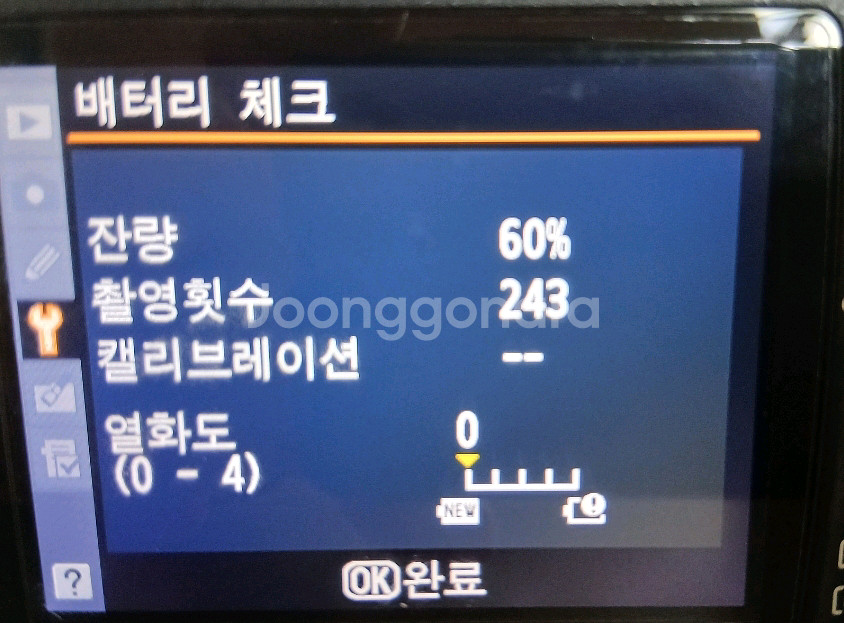 배터리 체크
잔량 60%
촬영횟수 243
Joonggonara
캘리브레이션 --
열화도 0
(0 - 4)
NEW
OK 완료
?